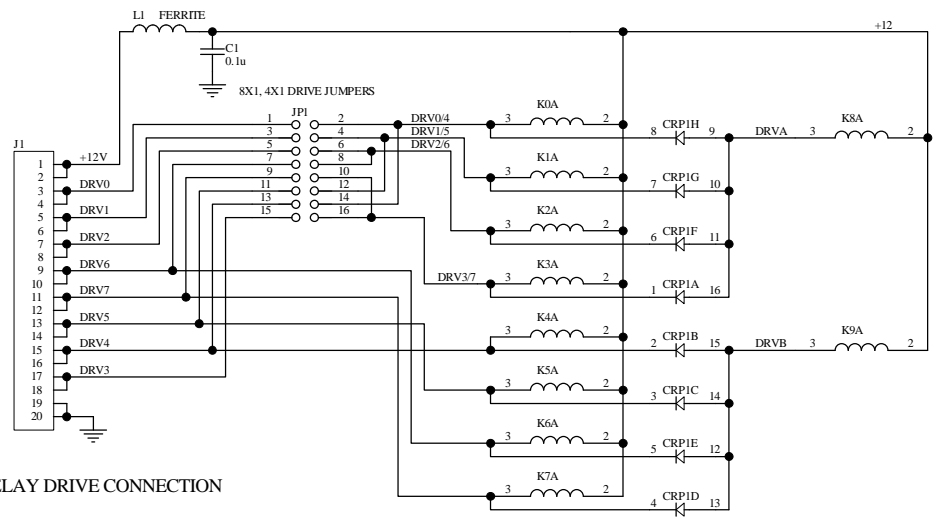 L1 FERRITE
+12
C1
0.1u
8X1, 4X1 DRIVE JUMPERS
JP1
1 2 DRV0/4
3 4 DRV1/5
5 6 DRV2/6
7 8
9 10
11 12
13 14
15 16
DRV3/7
J1
1 +12V
2
3 DRV0
4
5 DRV1
6
7 DRV2
8
9 DRV6
10
11 DRV7
12
13 DRV5
14
15 DRV4
16
17 DRV3
18
19
20
K0A
3 2
CRP1H
8 9
DRVA
K8A
3 2
K1A
3 2
CRP1G
7 10
K2A
3 2
CRP1F
6 11
K3A
3 2
CRP1A
1 16
K4A
3 2
CRP1B
2 15
DRVB
K9A
3 2
K5A
3 2
CRP1C
3 14
K6A
3 2
CRP1E
5 12
K7A
3 2
CRP1D
4 13
ELAY DRIVE CONNECTION